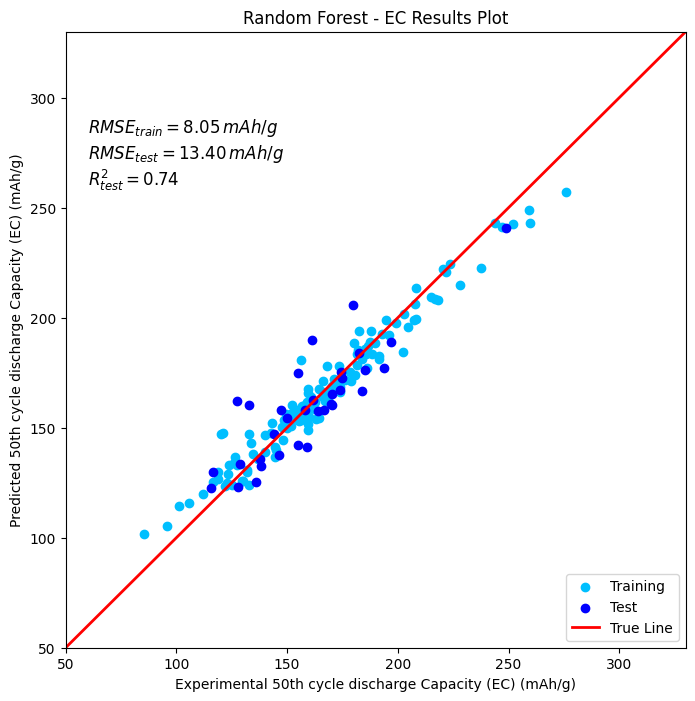 Random Forest - EC Results Plot
300
250
200
150
100
50
Predicted 50th cycle discharge Capacity (EC) (mAh/g)
RMSE_train = 8.05 mAh/g
RMSE_test = 13.40 mAh/g
R²_test = 0.74
Training
Test
True Line
50 100 150 200 250 300
Experimental 50th cycle discharge Capacity (EC) (mAh/g)